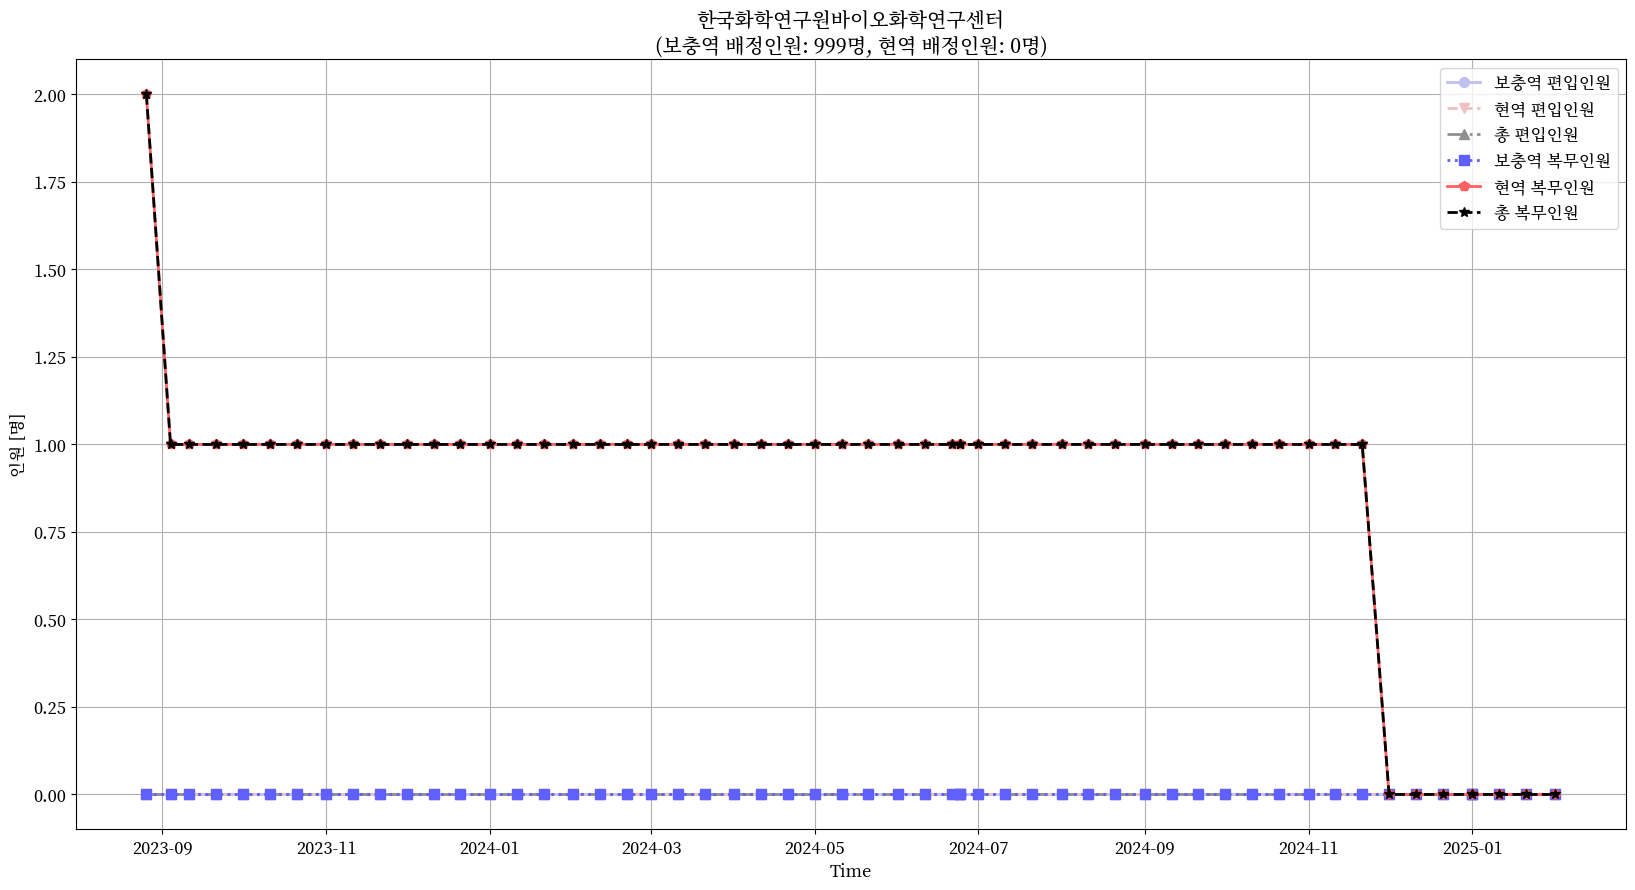 한국화학연구원바이오화학연구센터
(보충역 배정인원: 999명, 현역 배정인원: 0명)
보충역 편입인원
현역 편입인원
총 편입인원
보충역 복무인원
현역 복무인원
총 복무인원
인원 [명]
2.00
1.75
1.50
1.25
1.00
0.75
0.50
0.25
0.00
2023-09 2023-11 2024-01 2024-03 2024-05 2024-07 2024-09 2024-11 2025-01
Time